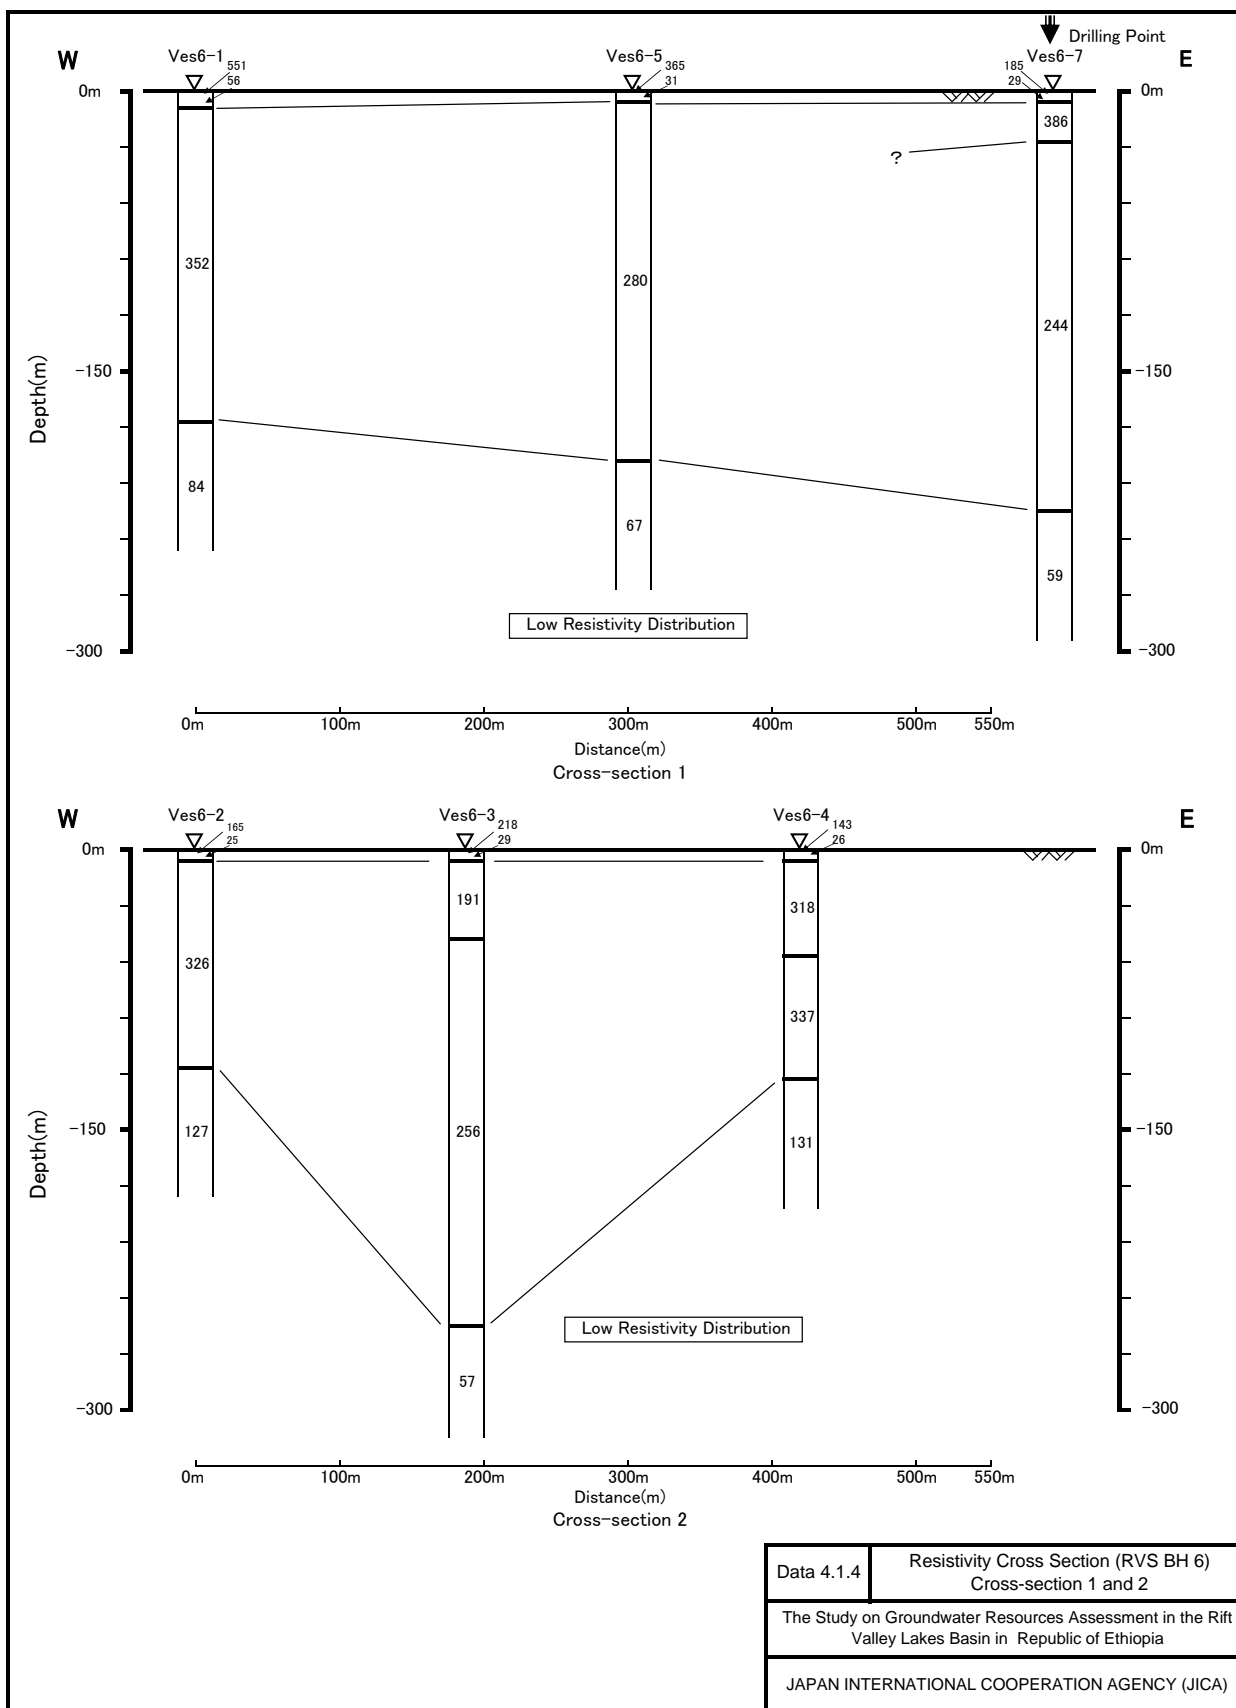 Drilling Point
W
Ves6-1
Ves6-5
Ves6-7
E
551
56
365
31
185
29
0m
0m
386
?
352
280
244
Depth(m)
-150
-150
84
67
59
Low Resistivity Distribution
-300
-300
0m 100m 200m 300m 400m 500m 550m
Distance(m)
Cross-section 1
W
Ves6-2
Ves6-3
Ves6-4
E
165
25
218
29
143
26
0m
0m
191
318
326
337
Depth(m)
-150
-150
127
256
131
Low Resistivity Distribution
57
-300
-300
0m 100m 200m 300m 400m 500m 550m
Distance(m)
Cross-section 2
Data 4.1.4
Resistivity Cross Section (RVS BH 6)
Cross-section 1 and 2
The Study on Groundwater Resources Assessment in the Rift
Valley Lakes Basin in Republic of Ethiopia
JAPAN INTERNATIONAL COOPERATION AGENCY (JICA)